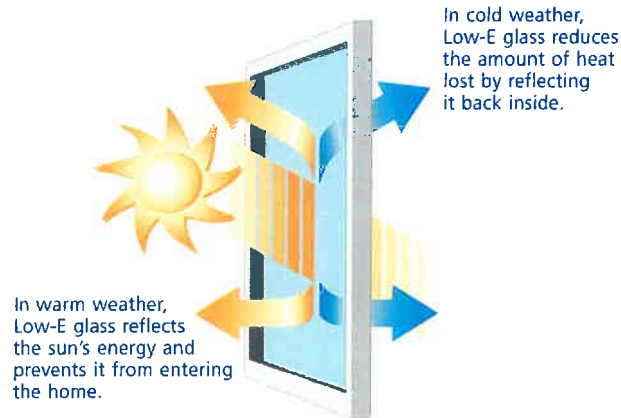 In cold weather,
Low-E glass reduces
the amount of heat
lost by reflecting
it back inside.
In warm weather,
Low-E glass reflects
the sun's energy and
prevents it from entering
the home.